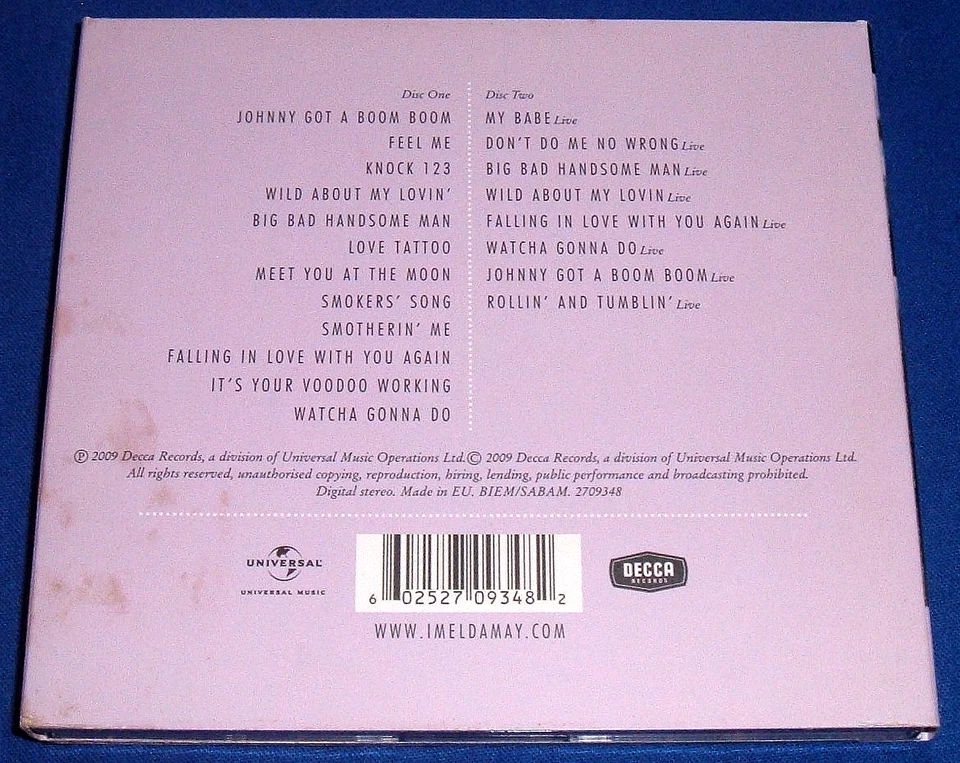 Disc One
JOHNNY GOT A BOOM BOOM
FEEL ME
KNOCK 123
WILD ABOUT MY LOVIN'
BIG BAD HANDSOME MAN
LOVE TATTOO
MEET YOU AT THE MOON
SMOKERS' SONG
SMOTHERIN' ME
FALLING IN LOVE WITH YOU AGAIN
IT'S YOUR VOODOO WORKING
WATCHA GONNA DO
Disc Two
MY BABE Live
DON'T DO ME NO WRONG Live
BIG BAD HANDSOME MAN Live
WILD ABOUT MY LOVIN Live
FALLING IN LOVE WITH YOU AGAIN Live
WATCHA GONNA DO Live
JOHNNY GOT A BOOM BOOM Live
ROLLIN' AND TUMBLIN' Live
℗ 2009 Decca Records, a division of Universal Music Operations Ltd. © 2009 Decca Records, a division of Universal Music Operations Ltd.
All rights reserved, unauthorised copying, reproduction, hiring, lending, public performance and broadcasting prohibited.
Digital stereo. Made in EU. BIEM/SABAM. 2709348
UNIVERSAL
UNIVERSAL MUSIC
6 02527 09348 2
DECCA
RECORDS
WWW.IMELDAMAY.COM